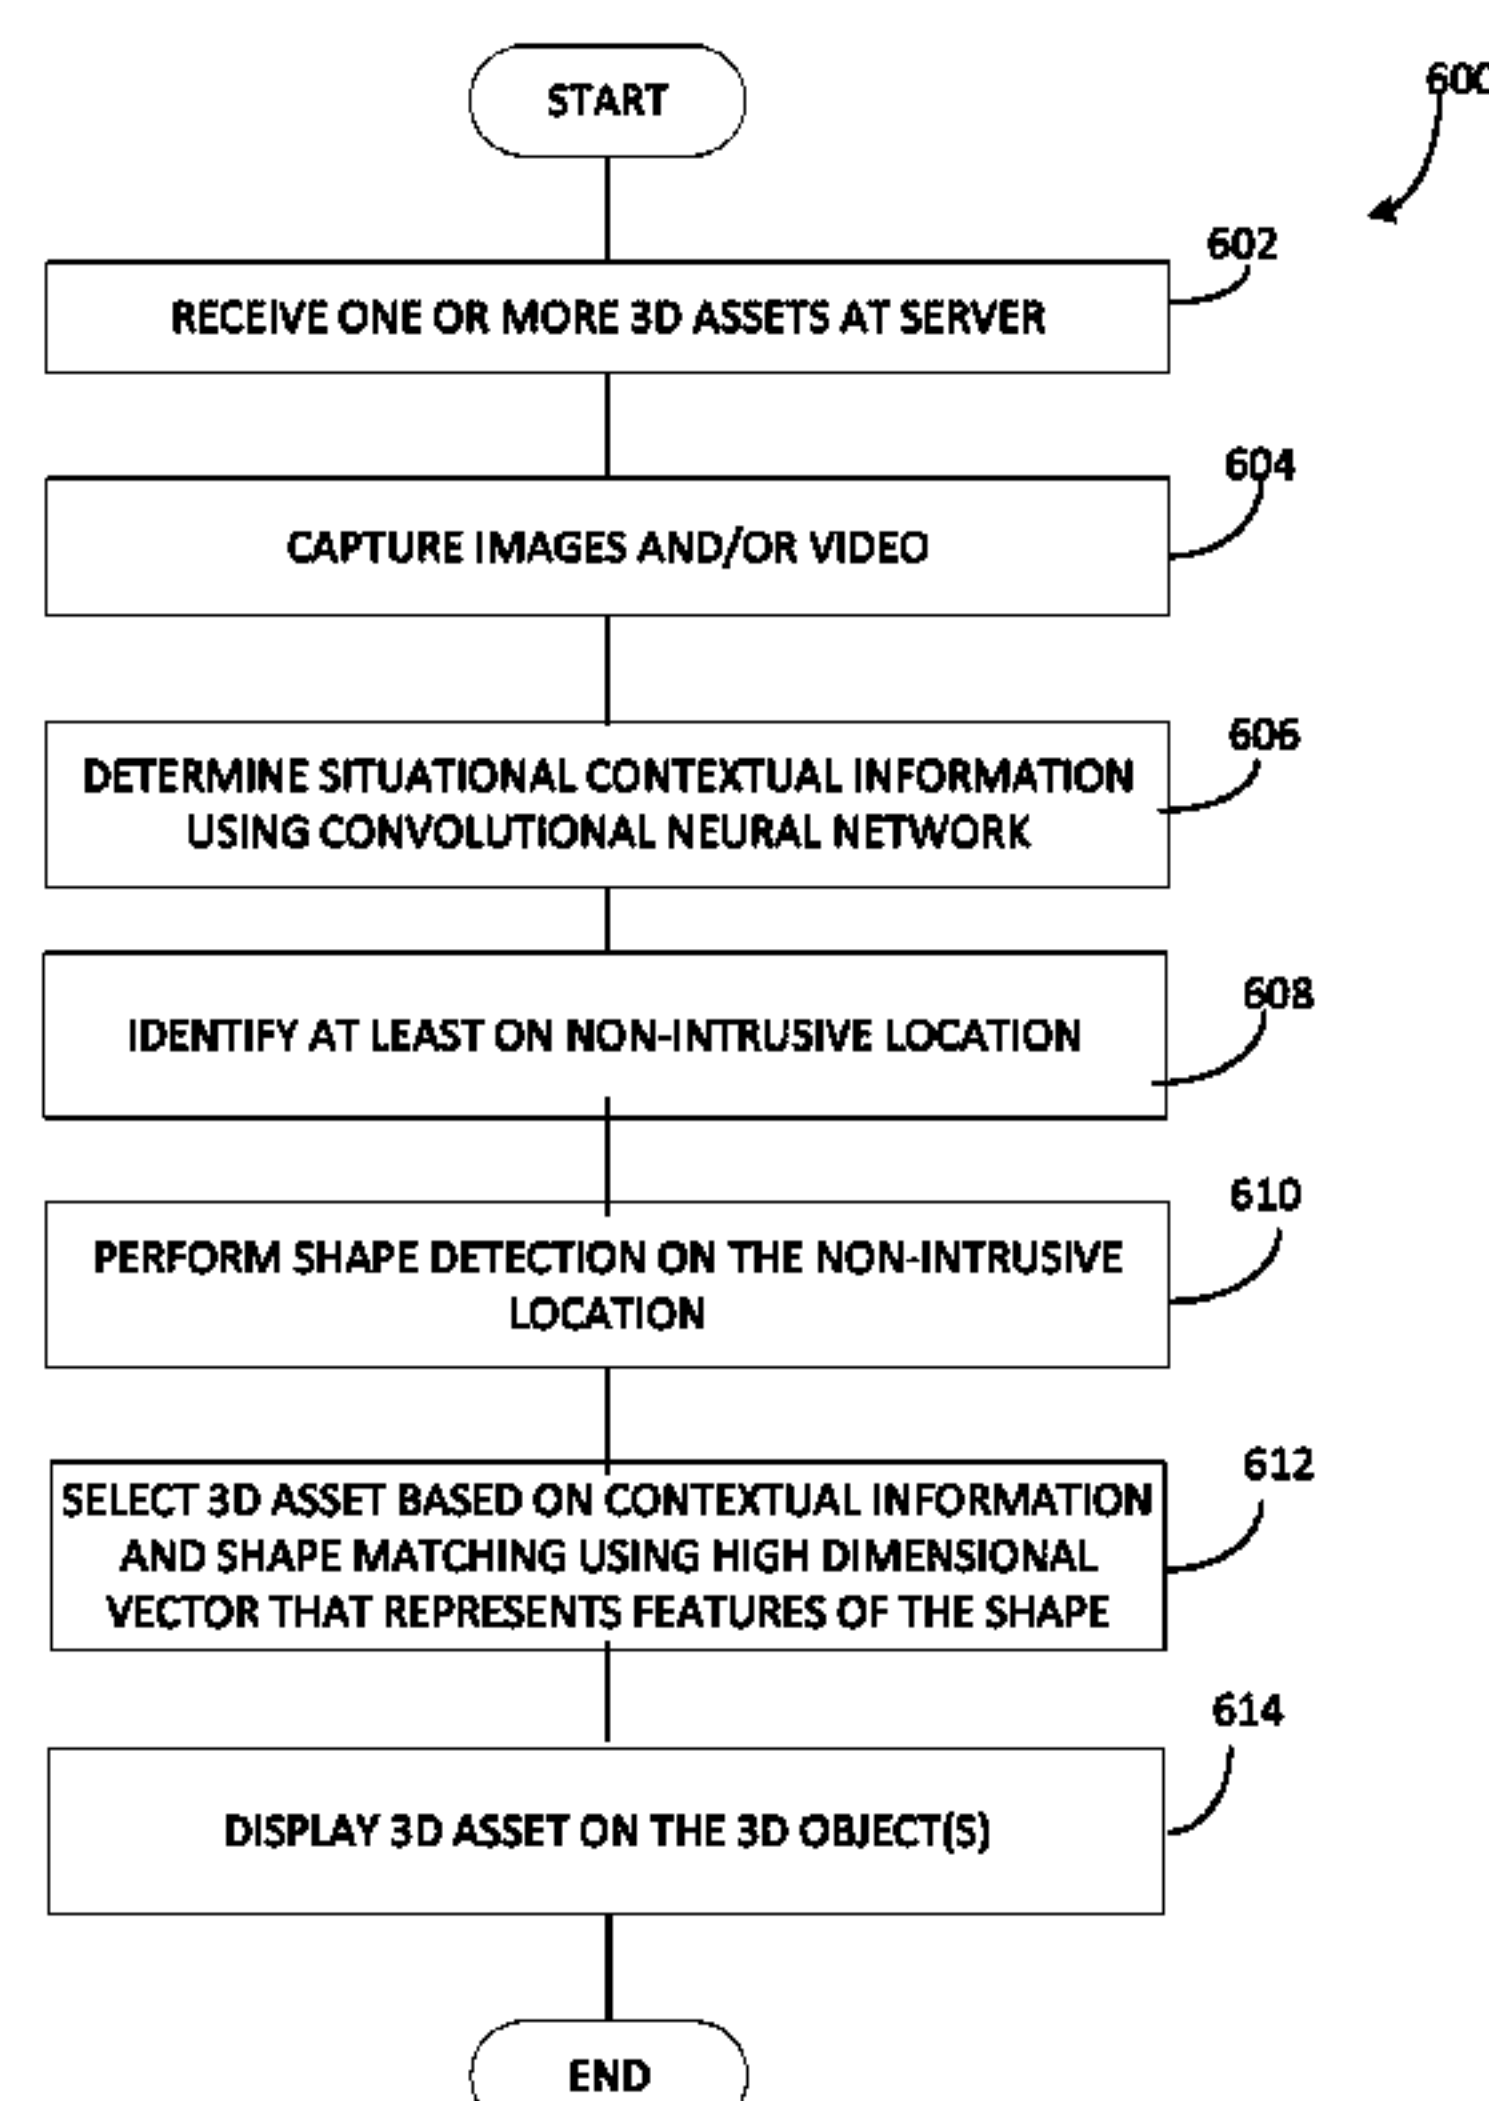 START
600
602
RECEIVE ONE OR MORE 3D ASSETS AT SERVER
604
CAPTURE IMAGES AND/OR VIDEO
606
DETERMINE SITUATIONAL CONTEXTUAL INFORMATION
USING CONVOLUTIONAL NEURAL NETWORK
608
IDENTIFY AT LEAST ON NON-INTRUSIVE LOCATION
610
PERFORM SHAPE DETECTION ON THE NON-INTRUSIVE
LOCATION
612
SELECT 3D ASSET BASED ON CONTEXTUAL INFORMATION
AND SHAPE MATCHING USING HIGH DIMENSIONAL
VECTOR THAT REPRESENTS FEATURES OF THE SHAPE
614
DISPLAY 3D ASSET ON THE 3D OBJECT(S)
END